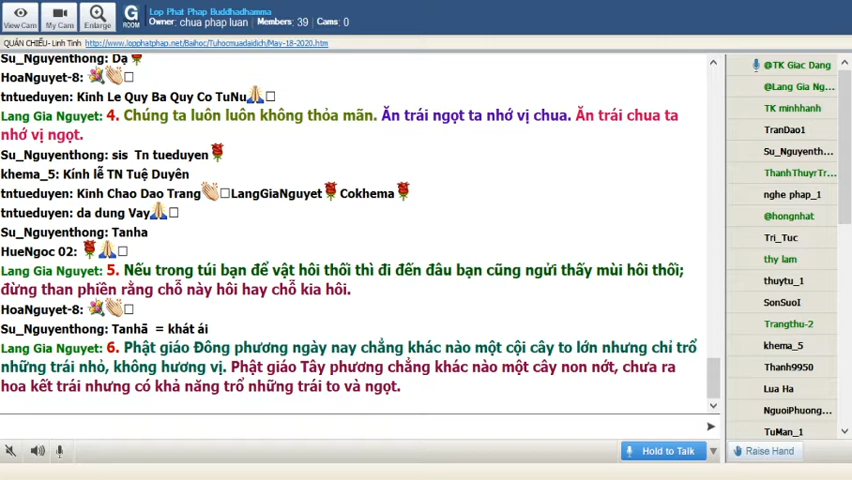 View Cam
My Cam
Enlarge
G
ROOM
Lop Phat Phap Buddhadhamma
Owner: chua phap luan Members: 39 Cams: 0
QUÁN CHIẾU- Linh Tinh http://www.lopphatphap.net/Baihoc/Tuhocmuadaidich/May-18-2020.htm
Su_Nguyenthong: Dạ
HoaNguyet-8:
tntueduyen: Kinh Le Quy Ba Quy Co TuNu
Lang Gia Nguyet: 4. Chúng ta luôn luôn không thỏa mãn. Ăn trái ngọt ta nhớ vị chua. Ăn trái chua ta
nhớ vị ngọt.
Su_Nguyenthong: sis Tn tueduyen
khema_5: Kính lễ TN Tuệ Duyên
tntueduyen: Kinh Chao Dao Trang LangGiaNguyet Cokhema
tntueduyen: da dung Vay
Su_Nguyenthong: Tanha
HueNgoc 02:
Lang Gia Nguyet: 5. Nếu trong túi bạn để vật hôi thối thì đi đến đâu bạn cũng ngửi thấy mùi hôi thối;
đừng than phiền rằng chỗ này hôi hay chỗ kia hôi.
HoaNguyet-8:
Su_Nguyenthong: Tanhã = khát ái
Lang Gia Nguyet: 6. Phật giáo Đông phương ngày nay chẳng khác nào một cội cây to lớn nhưng chỉ trổ
những trái nhỏ, không hương vị. Phật giáo Tây phương chẳng khác nào một cây non nớt, chưa ra
hoa kết trái nhưng có khả năng trổ những trái to và ngọt.
@TK Giac Dang
@Lang Gia Ng...
TK minhhanh
TranDao1
Su_Nguyenth...
ThanhThuyrTr...
nghe phap_1
@hongnhat
Tri_Tuc
thy lam
thuytu_1
SonSuoI
Trangthu-2
khema_5
Thanh9950
Lua Ha
NguoiPhuong...
TuMan_1
Hold to Talk
Raise Hand